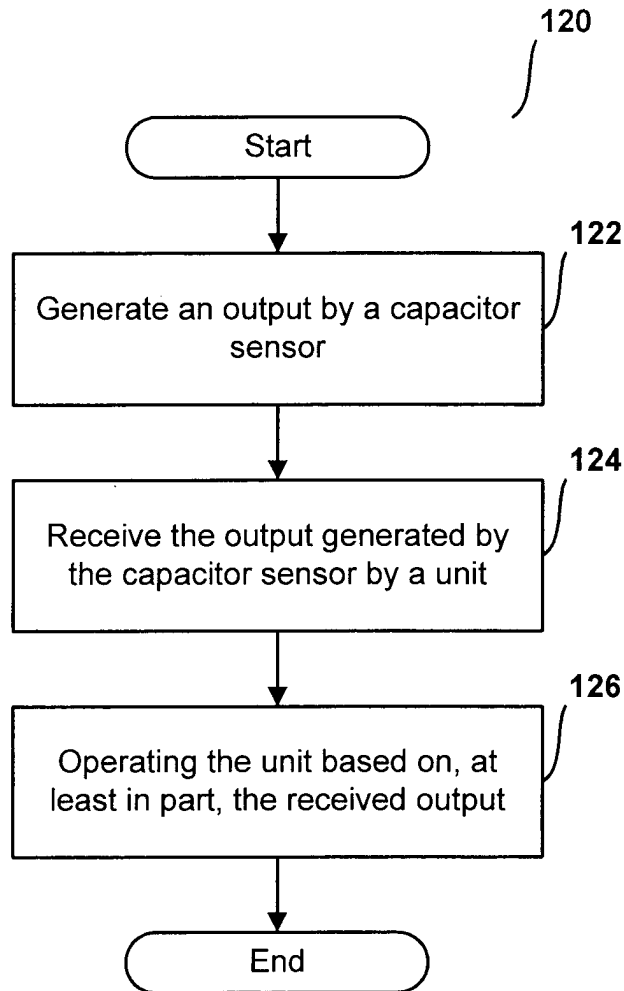 120
Start
122
Generate an output by a capacitor
sensor
124
Receive the output generated by
the capacitor sensor by a unit
126
Operating the unit based on, at
least in part, the received output
End